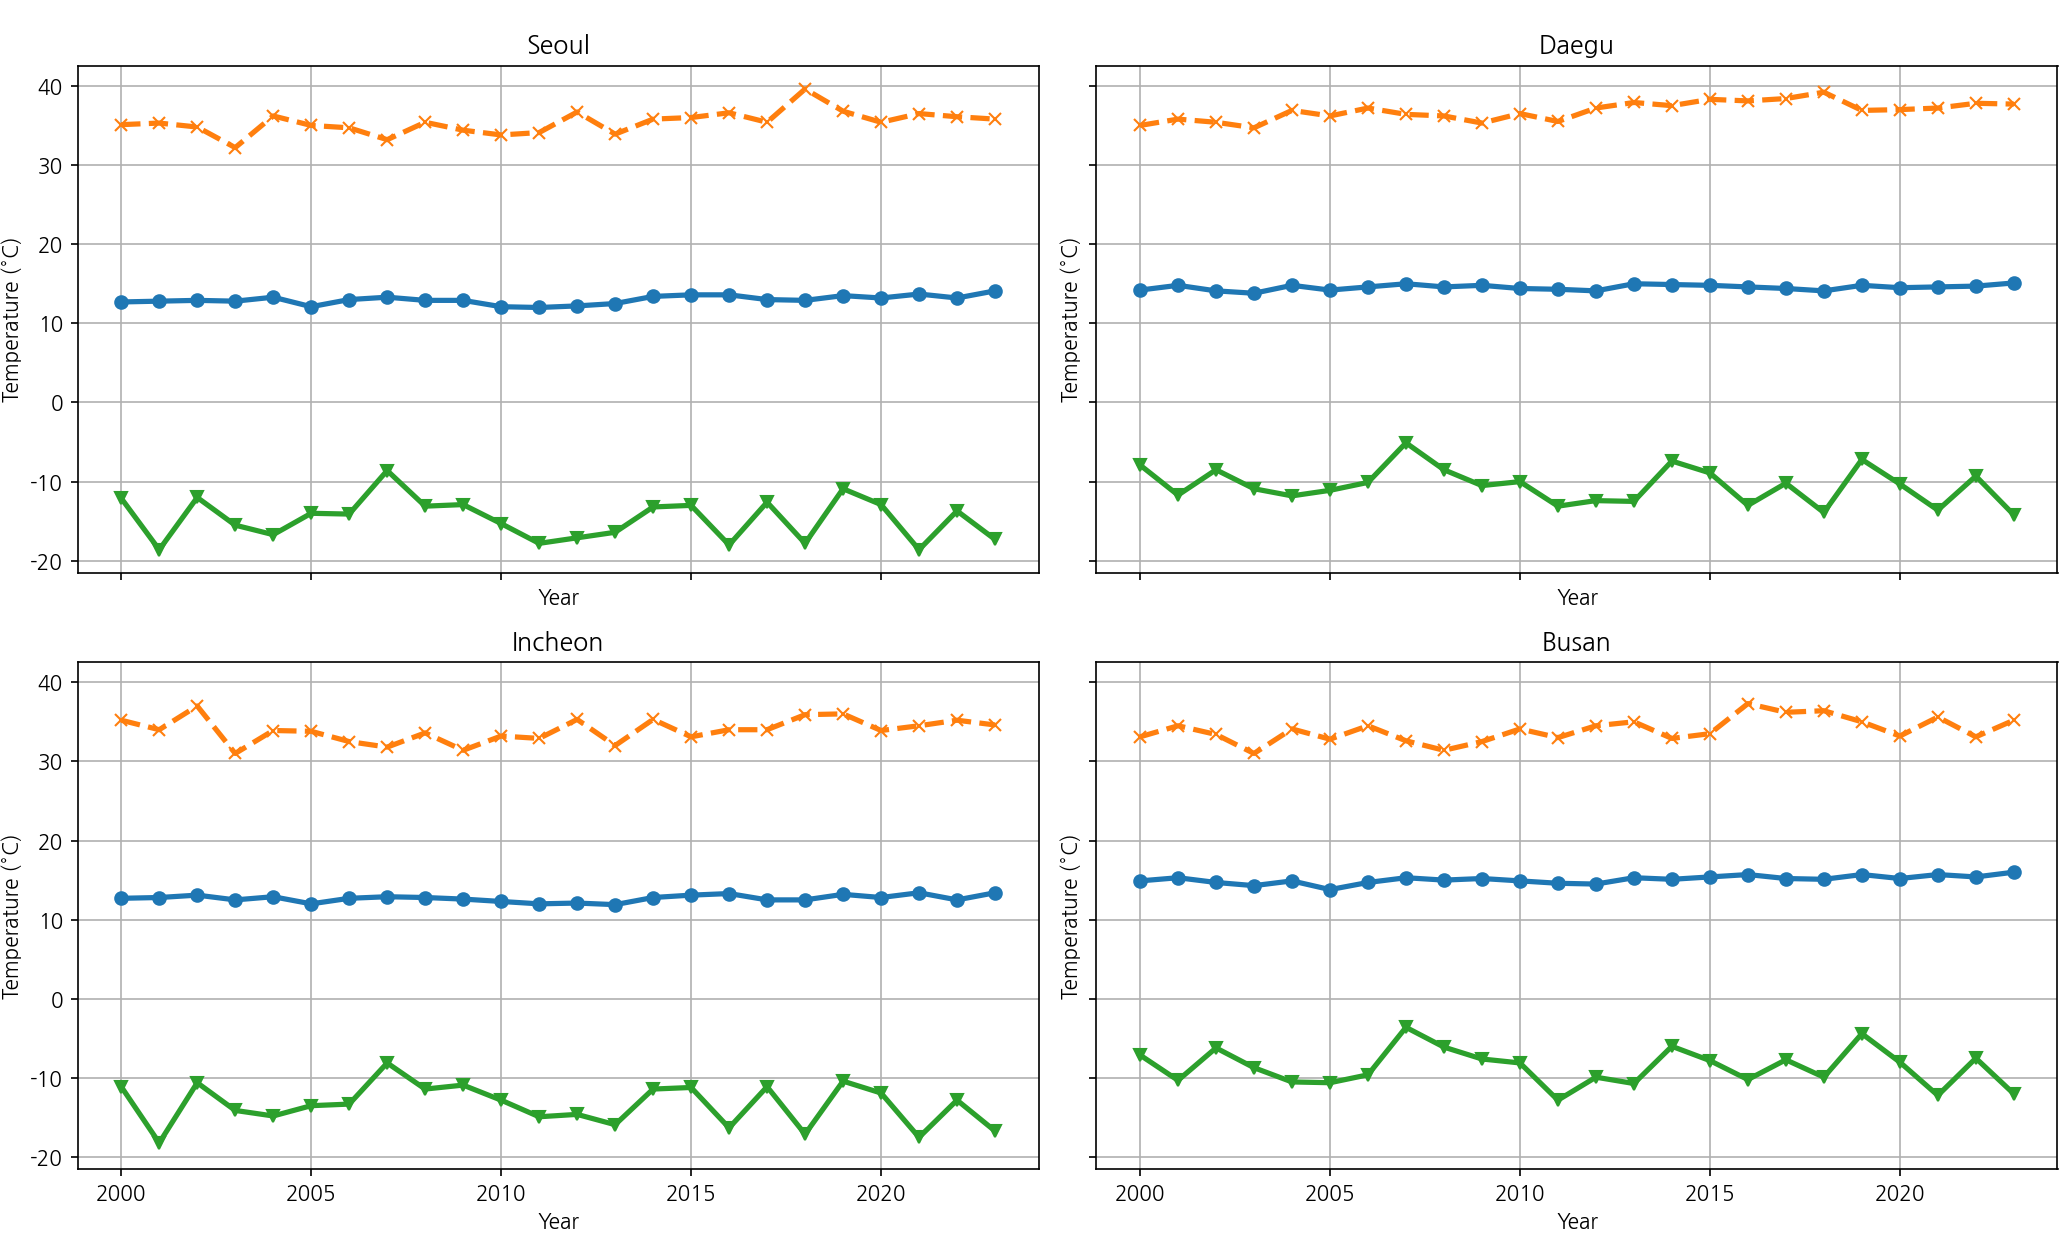 Seoul
40
30
20
10
0
-10
-20
Temperature (°C)
Year
Daegu
Temperature (°C)
Year
Incheon
40
30
20
10
0
-10
-20
Temperature (°C)
2000 2005 2010 2015 2020
Year
Busan
Temperature (°C)
2000 2005 2010 2015 2020
Year